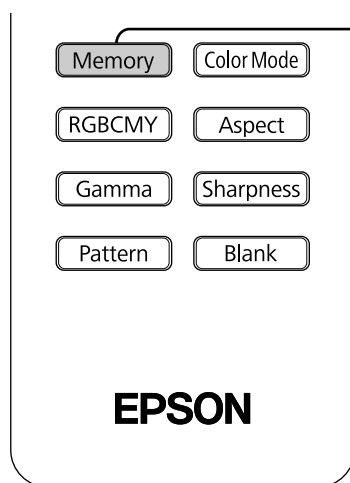 Memory Color Mode
RGBCMY Aspect
Gamma Sharpness
Pattern Blank
EPSON